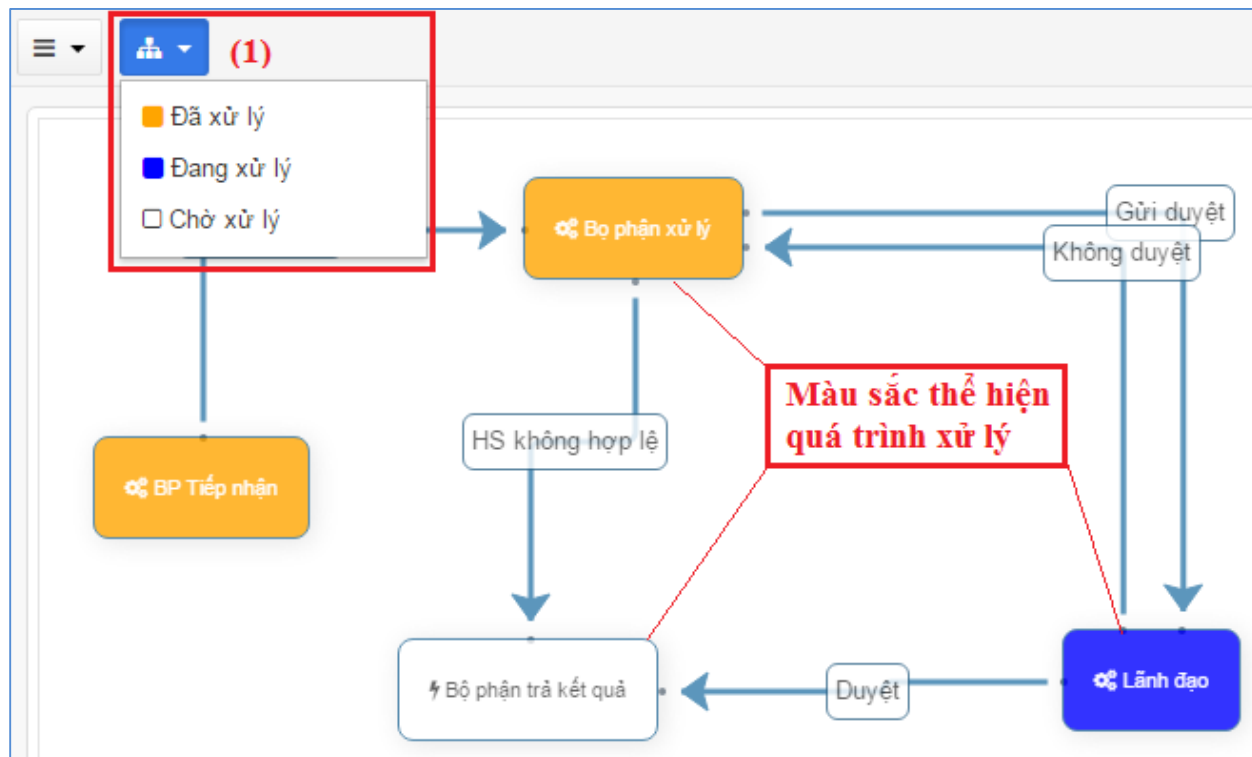 (1)
Đã xử lý
Đang xử lý
Chờ xử lý
Bọ phận xử lý
Gửi duyệt
Không duyệt
Màu sắc thể hiện
quá trình xử lý
HS không hợp lệ
BP Tiếp nhận
Bộ phận trả kết quả
Duyệt
Lãnh đạo